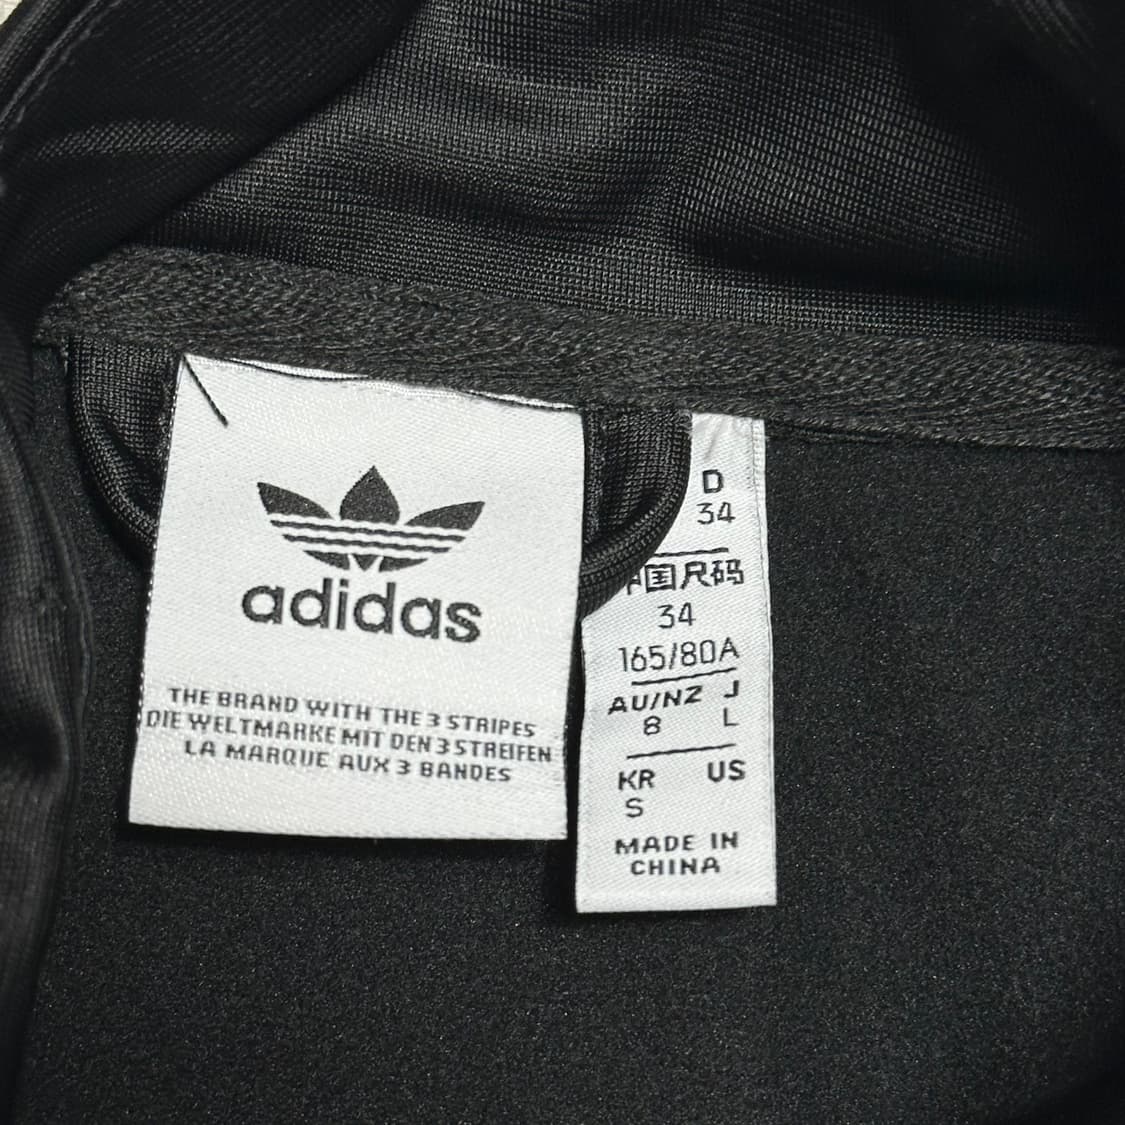 adidas
THE BRAND WITH THE 3 STRIPES
DIE WELTMARKE MIT DEN 3 STREIFEN
LA MARQUE AUX 3 BANDES
D
34
中国尺码
34
165/80A
AU/NZ J
8 L
KR US
S
MADE IN
CHINA